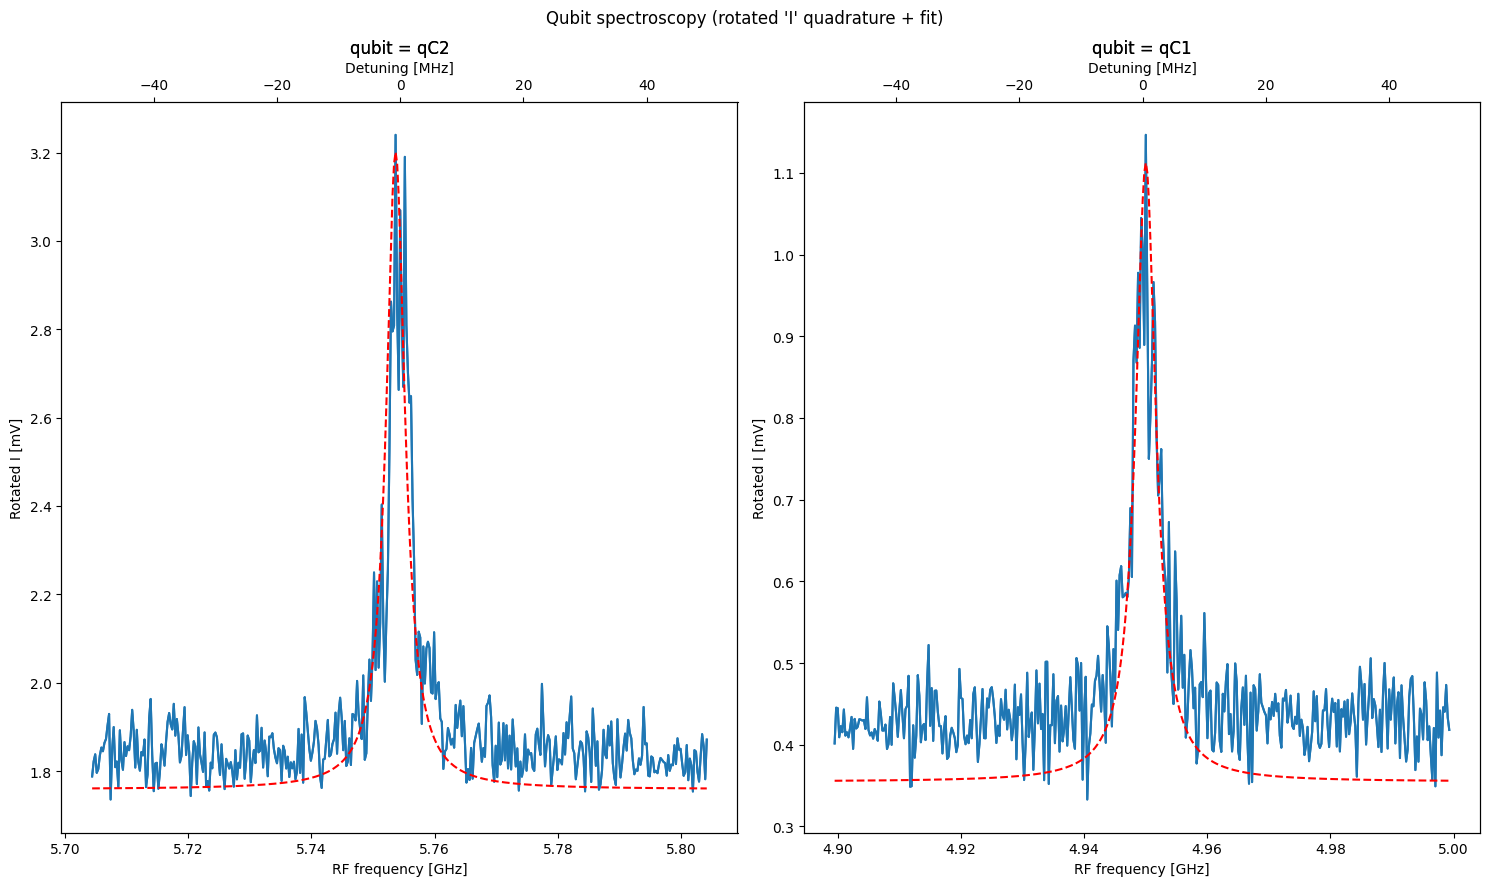 Qubit spectroscopy (rotated 'I' quadrature + fit)
qubit = qC2
Detuning [MHz]
−40 −20 0 20 40
3.2
3.0
2.8
2.6
2.4
2.2
2.0
1.8
Rotated I [mV]
5.70 5.72 5.74 5.76 5.78 5.80
RF frequency [GHz]
qubit = qC1
Detuning [MHz]
−40 −20 0 20 40
1.1
1.0
0.9
0.8
0.7
0.6
0.5
0.4
0.3
Rotated I [mV]
4.90 4.92 4.94 4.96 4.98 5.00
RF frequency [GHz]